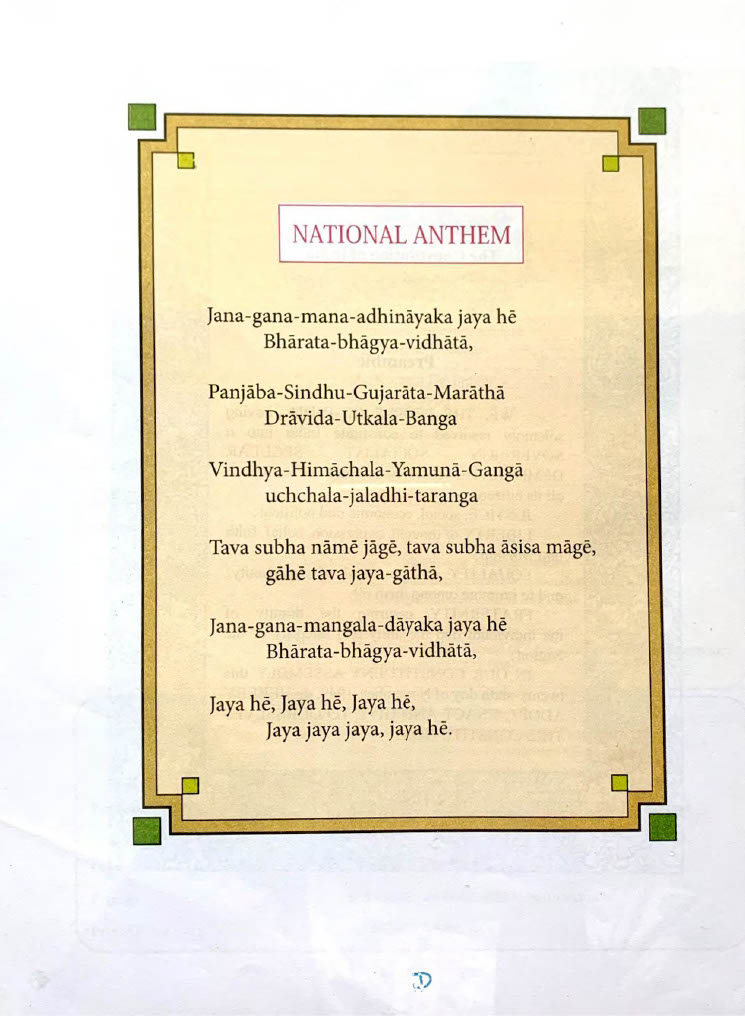 NATIONAL ANTHEM
Jana-gana-mana-adhināyaka jaya hē
Bhārata-bhāgya-vidhātā,
Panjāba-Sindhu-Gujarāta-Marāthā
Drāvida-Utkala-Banga
Vindhya-Himāchala-Yamunā-Gangā
uchchala-jaladhi-taranga
Tava subha nāmē jāgē, tava subha āsisa māgē,
gāhē tava jaya-gāthā,
Jana-gana-mangala-dāyaka jaya hē
Bhārata-bhāgya-vidhātā,
Jaya hē, Jaya hē, Jaya hē,
Jaya jaya jaya, jaya hē.